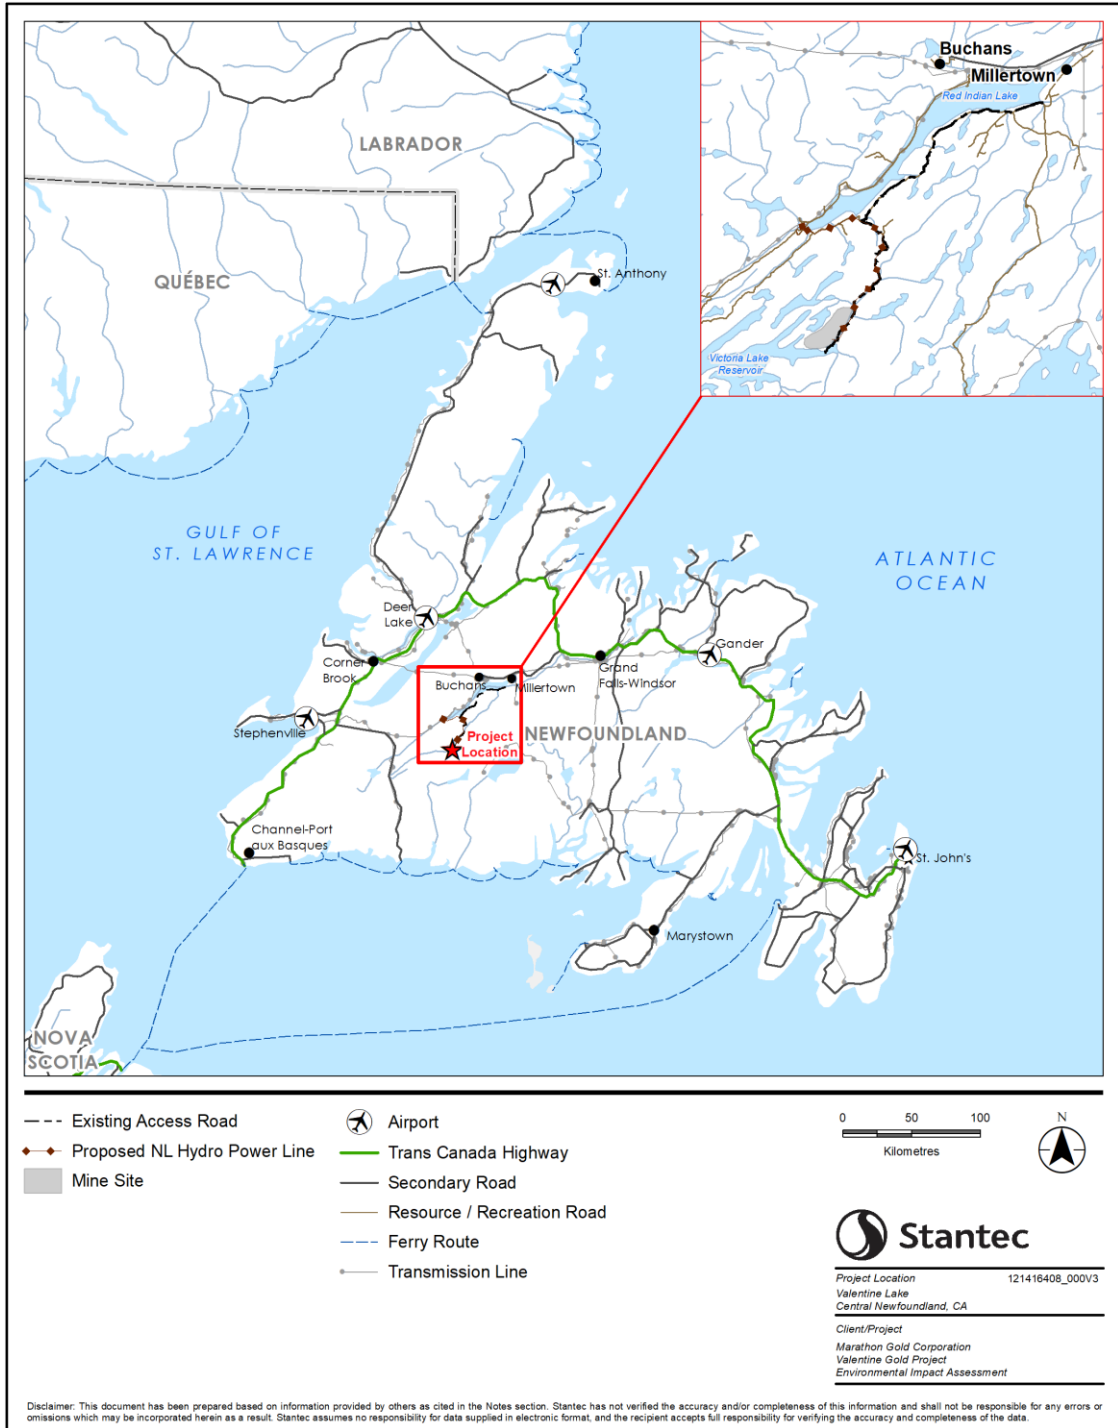 Buchans
Millertown
Red Indian Lake
Victoria Lake
Reservoir
LABRADOR
QUÉBEC
St. Anthony
GULF OF
ST. LAWRENCE
ATLANTIC
OCEAN
Deer
Lake
Gander
Corner
Brook
Grand
Falls-Windsor
Buchans
Millertown
Stephenville
NEWFOUNDLAND
Project
Location
Channel-Port
aux Basques
St. John's
Marystown
NOVA
SCOTIA
Existing Access Road
Proposed NL Hydro Power Line
Mine Site
Airport
Trans Canada Highway
Secondary Road
Resource / Recreation Road
Ferry Route
Transmission Line
0 50 100
Kilometres
N
Stantec
Project Location 121416408_000V3
Valentine Lake
Central Newfoundland, CA
Client/Project
Marathon Gold Corporation
Valentine Gold Project
Environmental Impact Assessment
Disclaimer: This document has been prepared based on information provided by others as cited in the Notes section. Stantec has not verified the accuracy and/or completeness of this information and shall not be responsible for any errors or
omissions which may be incorporated herein as a result. Stantec assumes no responsibility for data supplied in electronic format, and the recipient accepts full responsibility for verifying the accuracy and completeness of the data.